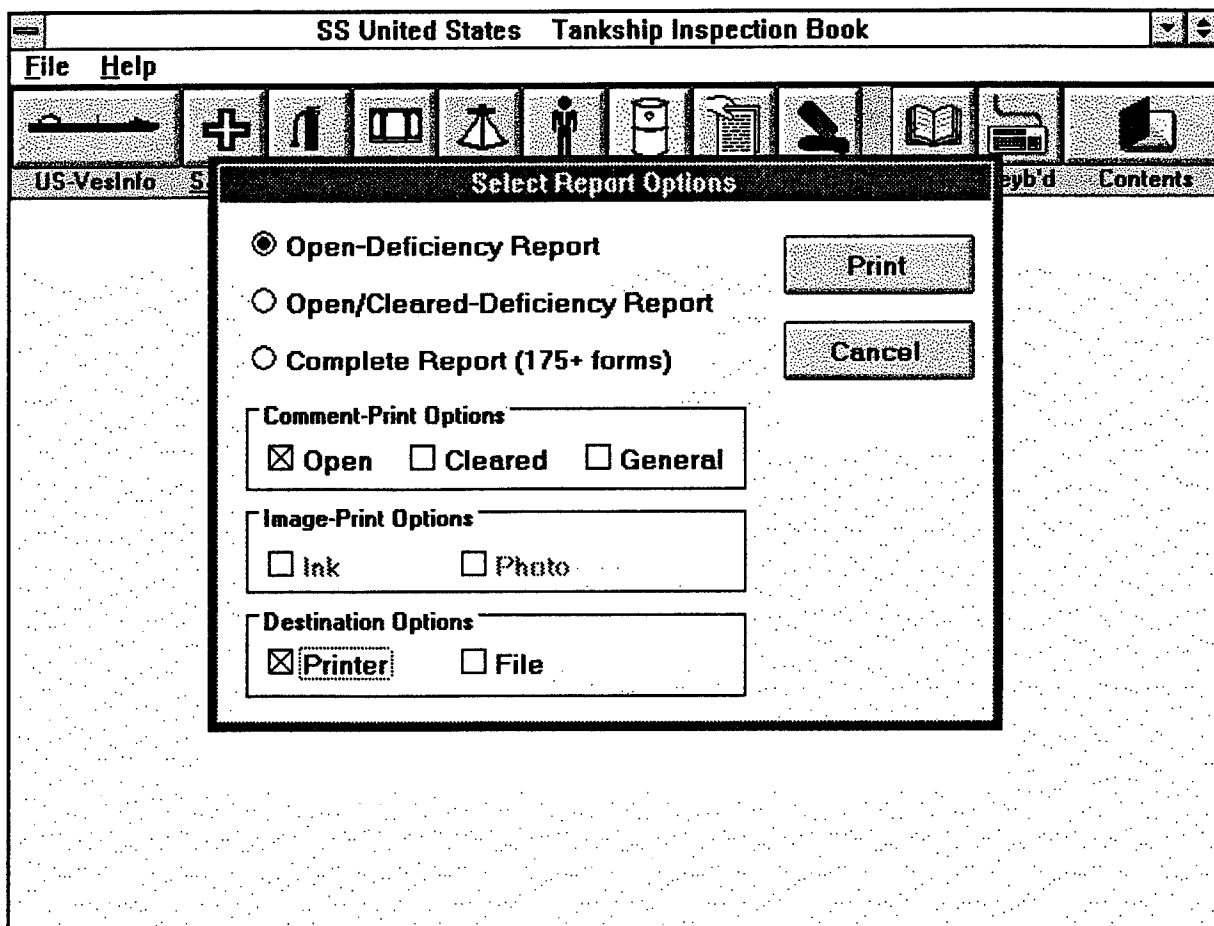 SS United States Tankship Inspection Book
File Help
US-VesInfo Contents
Select Report Options
Open-Deficiency Report
Print
Open/Cleared-Deficiency Report
Cancel
Complete Report (175+ forms)
Comment-Print Options
Open Cleared General
Image-Print Options
Ink Photo
Destination Options
Printer File